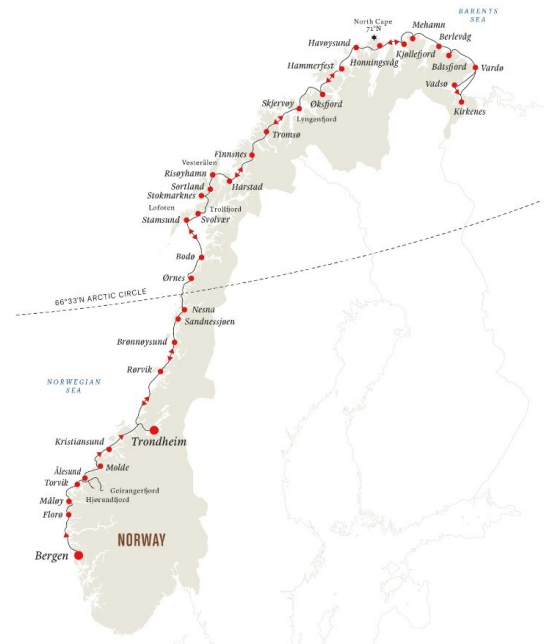 BARENTS
SEA
North Cape
71°N
Mehamn
Berlevåg
Havøysund
Kjøllefjord
Honningsvåg
Båtsfjord
Vardø
Hammerfest
Vadsø
Kirkenes
Øksfjord
Skjervøy
Lyngenfjord
Tromsø
Finnsnes
Vesterålen
Risøyhamn
Harstad
Sortland
Stokmarknes
Lofoten
Trollfjord
Stamsund
Svolvær
Bodø
Ørnes
66°33'N ARCTIC CIRCLE
Nesna
Sandnessjøen
Brønnøysund
Rørvik
NORWEGIAN
SEA
Kristiansund
Trondheim
Molde
Ålesund
Torvik
Geirangerfjord
Hjørundfjord
Måløy
Florø
NORWAY
Bergen